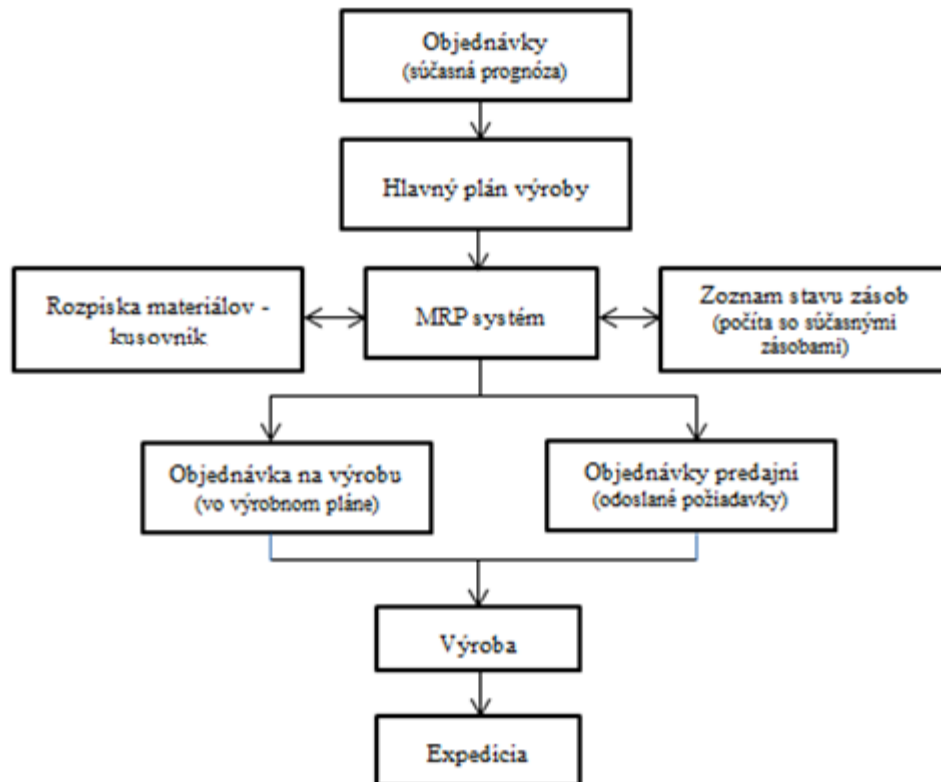 Objednávky
(súčasná prognóza)
Hlavný plán výroby
Rozpiska materiálov -
kusovník
MRP systém
Zoznam stavu zásob
(počíta so súčasnými
zásobami)
Objednávka na výrobu
(vo výrobnom pláne)
Objednávky predajní
(odoslané požiadavky)
Výroba
Expedícia